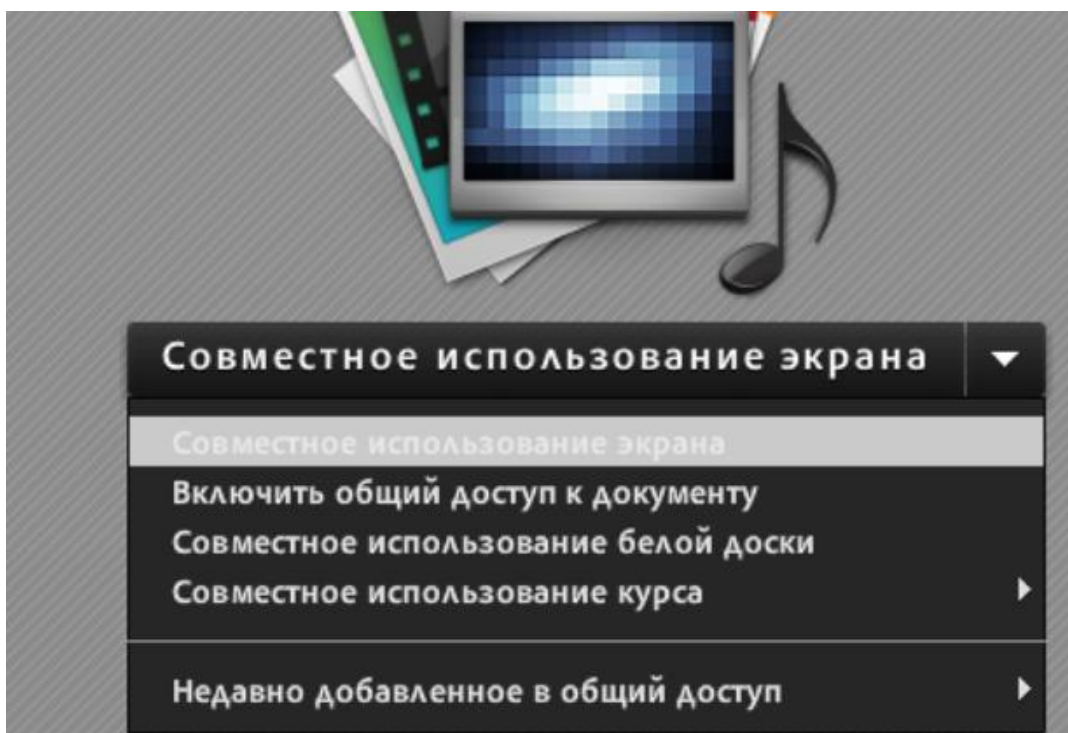 Совместное использование экрана
Совместное использование экрана
Включить общий доступ к документу
Совместное использование белой доски
Совместное использование курса
Недавно добавленное в общий доступ